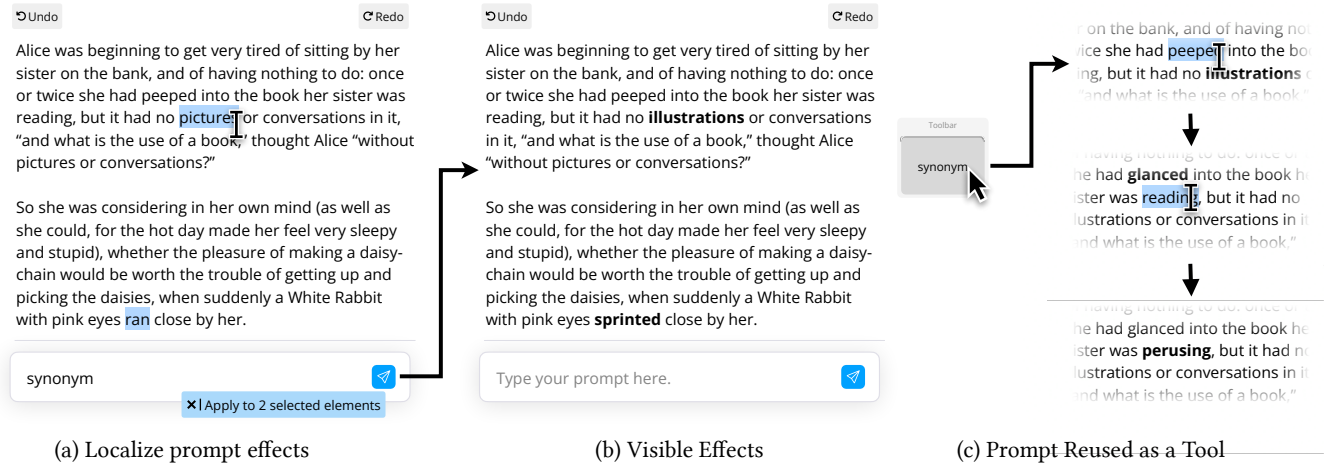 Undo
Redo
Alice was beginning to get very tired of sitting by her
sister on the bank, and of having nothing to do: once
or twice she had peeped into the book her sister was
reading, but it had no pictures or conversations in it,
“and what is the use of a book,” thought Alice “without
pictures or conversations?”
So she was considering in her own mind (as well as
she could, for the hot day made her feel very sleepy
and stupid), whether the pleasure of making a daisy-
chain would be worth the trouble of getting up and
picking the daisies, when suddenly a White Rabbit
with pink eyes ran close by her.
synonym
Apply to 2 selected elements
(a) Localize prompt effects
Undo
Redo
Alice was beginning to get very tired of sitting by her
sister on the bank, and of having nothing to do: once
or twice she had peeped into the book her sister was
reading, but it had no illustrations or conversations
in it, “and what is the use of a book,” thought Alice
“without pictures or conversations?”
So she was considering in her own mind (as well as
she could, for the hot day made her feel very sleepy
and stupid), whether the pleasure of making a daisy-
chain would be worth the trouble of getting up and
picking the daisies, when suddenly a White Rabbit
with pink eyes sprinted close by her.
Type your prompt here.
(b) Visible Effects
Toolbar
synonym
r on the bank, and of having not
vice she had peeped into the boo
ing, but it had no illustrations
“and what is the use of a book,”
having nothing to do: once or
he had glanced into the book he
ister was reading, but it had no
lustrations or conversations in it
nd what is the use of a book,”
having nothing to do: once or
he had glanced into the book he
ister was perusing, but it had no
lustrations or conversations in it
nd what is the use of a book,”
(c) Prompt Reused as a Tool